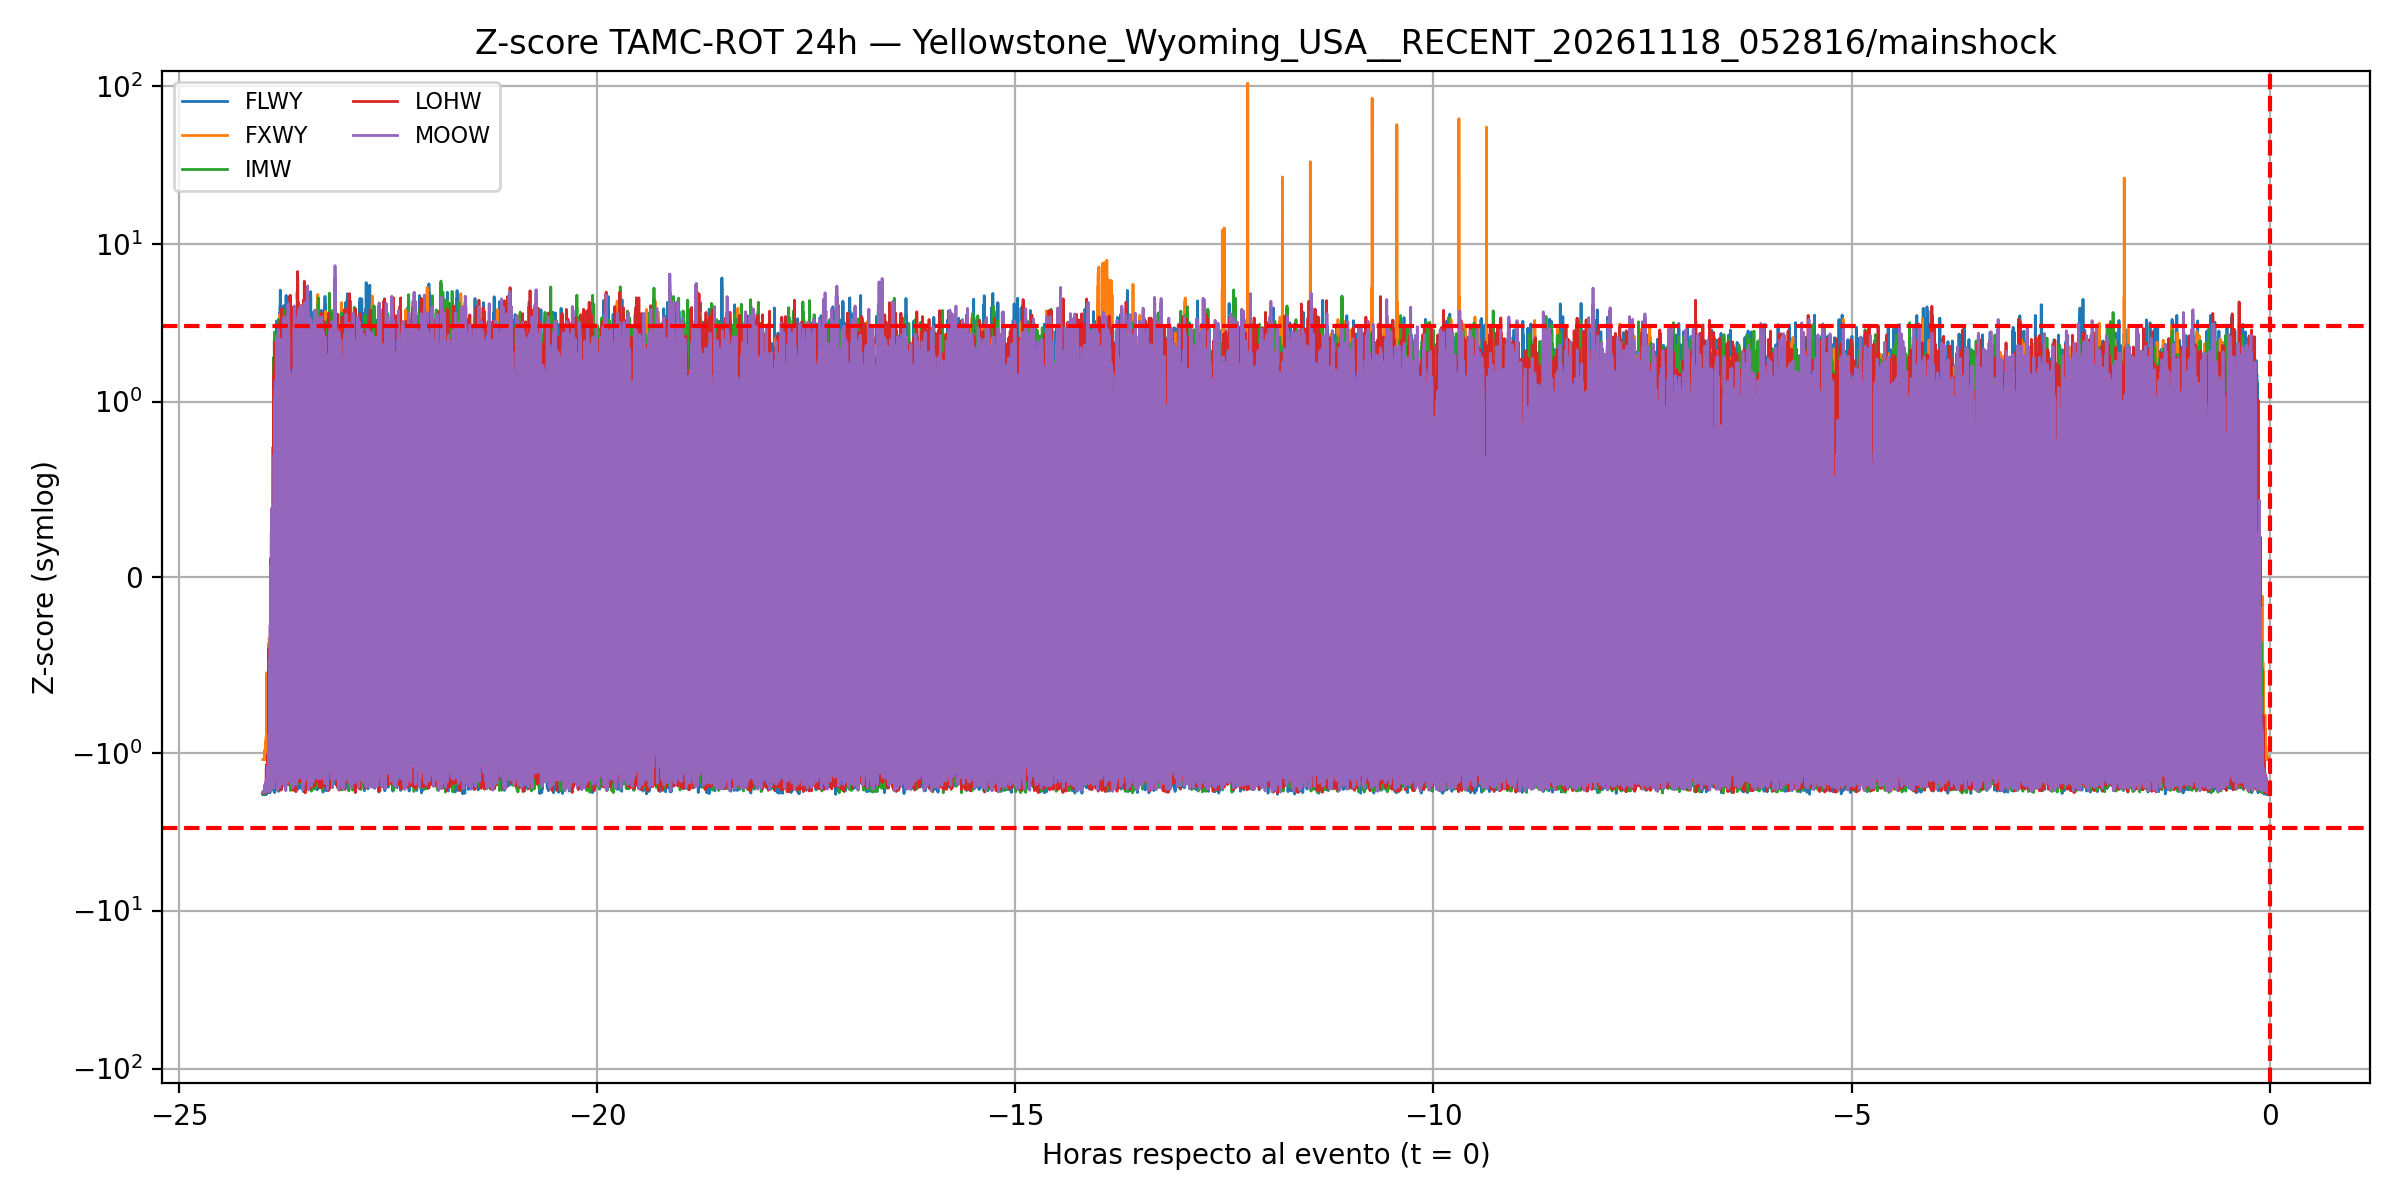 Z-score TAMC-ROT 24h — Yellowstone_Wyoming_USA__RECENT_20261118_052816/mainshock
FLWY
FXWY
IMW
LOHW
MOOW
10²
10¹
10⁰
0
−10⁰
−10¹
−10²
Z-score (symlog)
−25
−20
−15
−10
−5
0
Horas respecto al evento (t = 0)